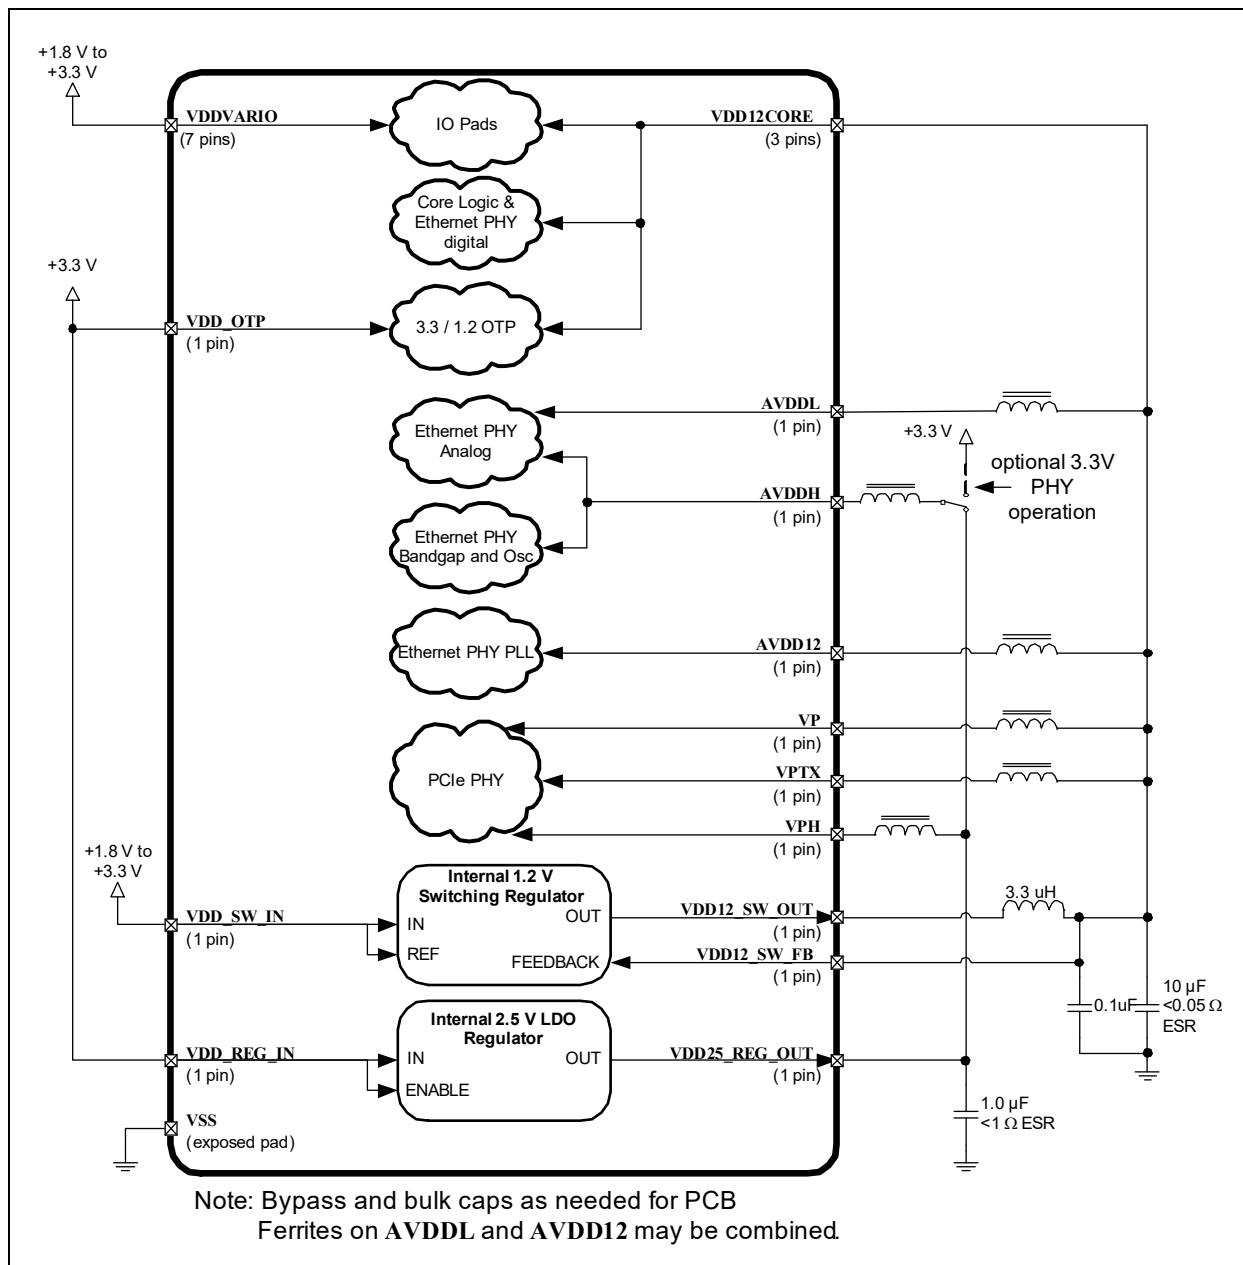 +1.8 V to
+3.3 V
VDDVARIO
(7 pins)
IO Pads
VDD12CORE
(3 pins)
Core Logic &
Ethernet PHY
digital
+3.3 V
VDD_OTP
(1 pin)
3.3 / 1.2 OTP
AVDDL
(1 pin)
Ethernet PHY
Analog
+3.3 V
optional 3.3V
PHY
operation
AVDDH
(1 pin)
Ethernet PHY
Bandgap and Osc
Ethernet PHY PLL
AVDD12
(1 pin)
VP
(1 pin)
PCIe PHY
VPTX
(1 pin)
VPH
(1 pin)
+1.8 V to
+3.3 V
Internal 1.2 V
Switching Regulator
VDD_SW_IN
(1 pin)
IN
REF
OUT
FEEDBACK
VDD12_SW_OUT
(1 pin)
3.3 uH
VDD12_SW_FB
(1 pin)
0.1uF
10 µF
<0.05 Ω
ESR
Internal 2.5 V LDO
Regulator
VDD_REG_IN
(1 pin)
IN
ENABLE
OUT
VDD25_REG_OUT
(1 pin)
1.0 µF
<1 Ω ESR
VSS
(exposed pad)
Note: Bypass and bulk caps as needed for PCB
Ferrites on AVDDL and AVDD12 may be combined.